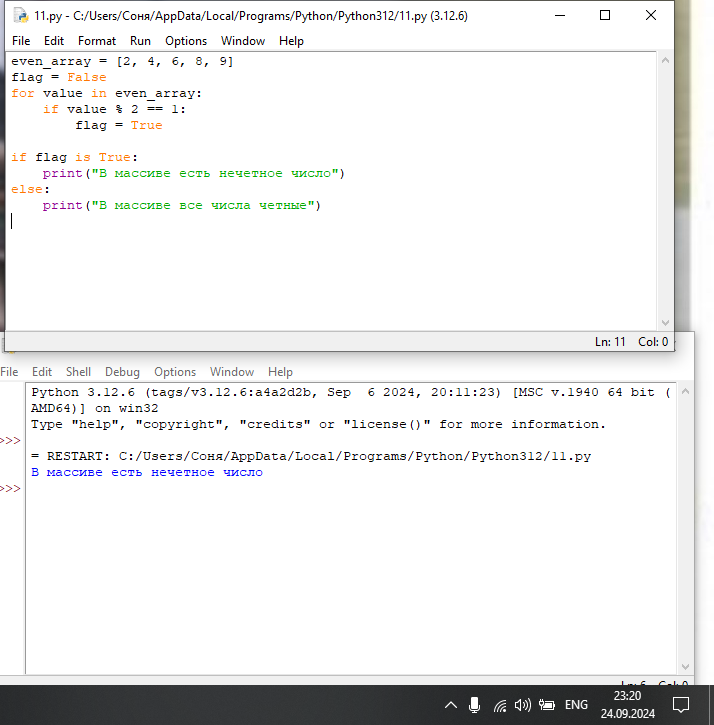 11.py - C:/Users/Соня/AppData/Local/Programs/Python/Python312/11.py (3.12.6)
File Edit Format Run Options Window Help
even_array = [2, 4, 6, 8, 9]
flag = False
for value in even_array:
    if value % 2 == 1:
        flag = True
if flag is True:
    print("В массиве есть нечетное число")
else:
    print("В массиве все числа четные")
Ln: 11 Col: 0
File Edit Shell Debug Options Window Help
Python 3.12.6 (tags/v3.12.6:a4a2d2b, Sep  6 2024, 20:11:23) [MSC v.1940 64 bit (
AMD64)] on win32
Type "help", "copyright", "credits" or "license()" for more information.
>>>
= RESTART: C:/Users/Соня/AppData/Local/Programs/Python/Python312/11.py
В массиве есть нечетное число
>>>
Ln: 6 Col: 0
ENG
23:20
24.09.2024